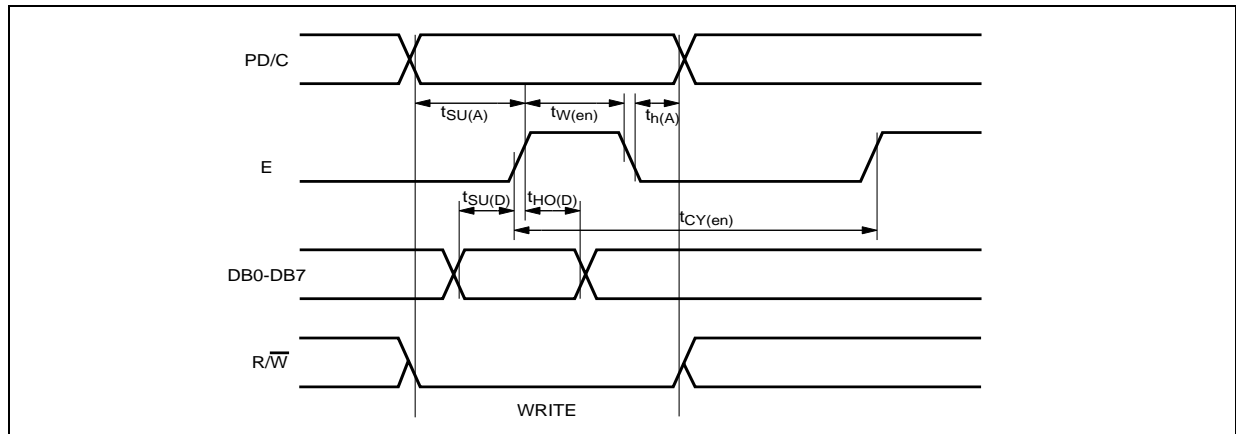 PD/C
tSU(A) tW(en) th(A)
E
tSU(D) tHO(D)
tCY(en)
DB0-DB7
R/W̅
WRITE